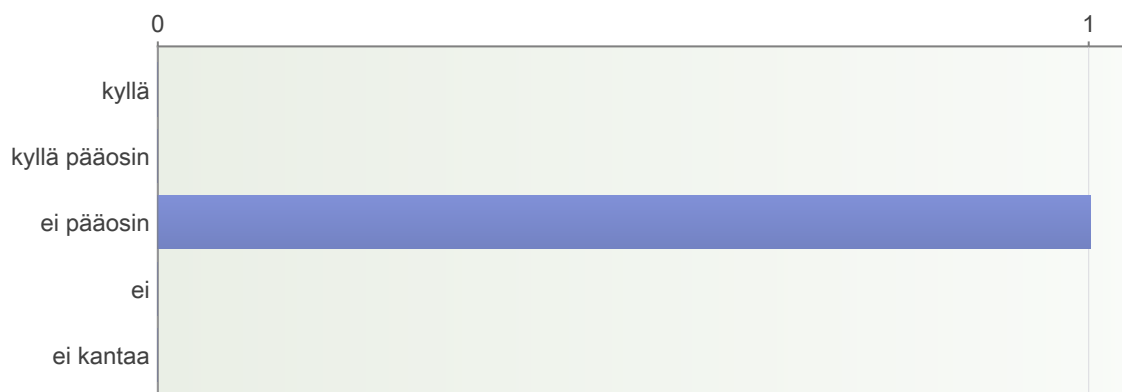 0 1
kyllä
kyllä pääosin
ei pääosin
ei
ei kantaa